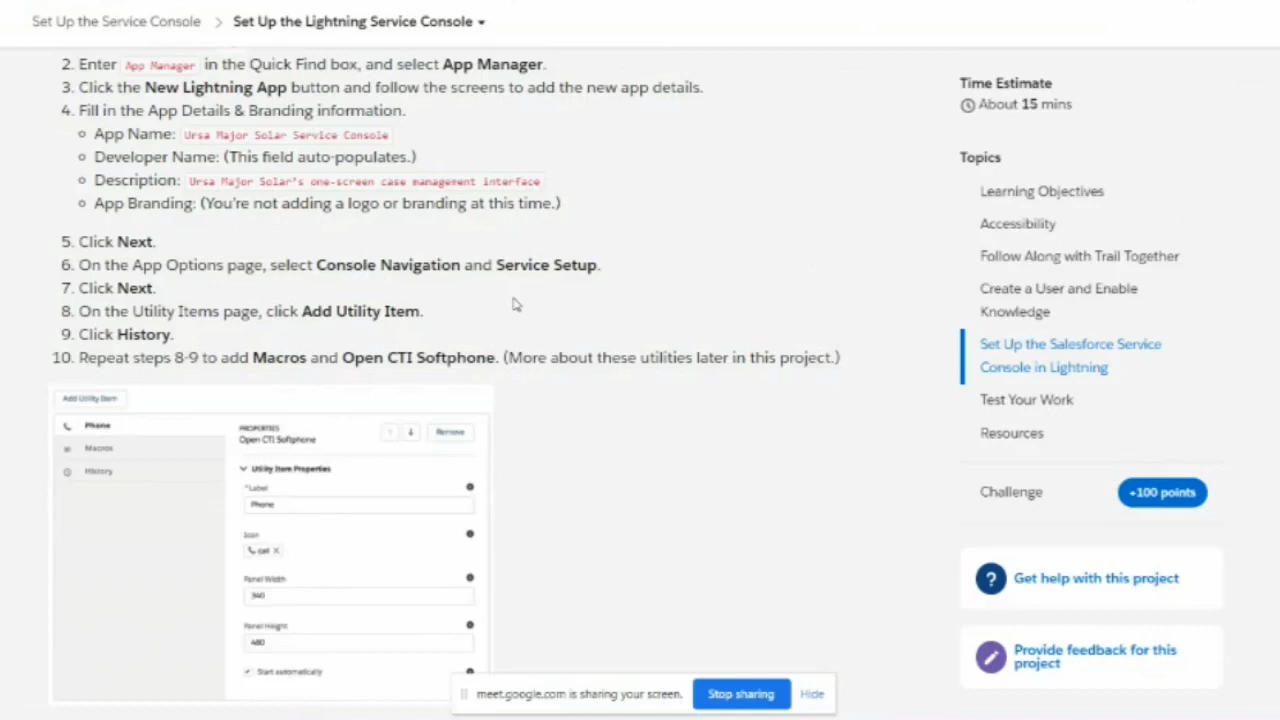 Set Up the Service Console > Set Up the Lightning Service Console
2. Enter App Manager in the Quick Find box, and select App Manager.
3. Click the New Lightning App button and follow the screens to add the new app details.
4. Fill in the App Details & Branding information.
App Name: Ursa Major Solar Service Console
Developer Name: (This field auto-populates.)
Description: Ursa Major Solar's one-screen case management interface
App Branding: (You're not adding a logo or branding at this time.)
5. Click Next.
6. On the App Options page, select Console Navigation and Service Setup.
7. Click Next.
8. On the Utility Items page, click Add Utility Item.
9. Click History.
10. Repeat steps 8-9 to add Macros and Open CTI Softphone. (More about these utilities later in this project.)
Add Utility Item
Phone
Macros
History
PROPERTIES
Open CTI Softphone
Remove
Utility Item Properties
*Label
Phone
Icon
call
Panel Width
340
Panel Height
480
Start automatically
Time Estimate
About 15 mins
Topics
Learning Objectives
Accessibility
Follow Along with Trail Together
Create a User and Enable
Knowledge
Set Up the Salesforce Service
Console in Lightning
Test Your Work
Resources
Challenge +100 points
? Get help with this project
Provide feedback for this
project
meet.google.com is sharing your screen. Stop sharing Hide